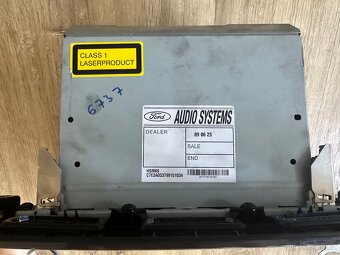 CLASS 1
LASERPRODUCT
6737
Ford
AUDIO SYSTEMS
DEALER
09 06 23
SALE
END